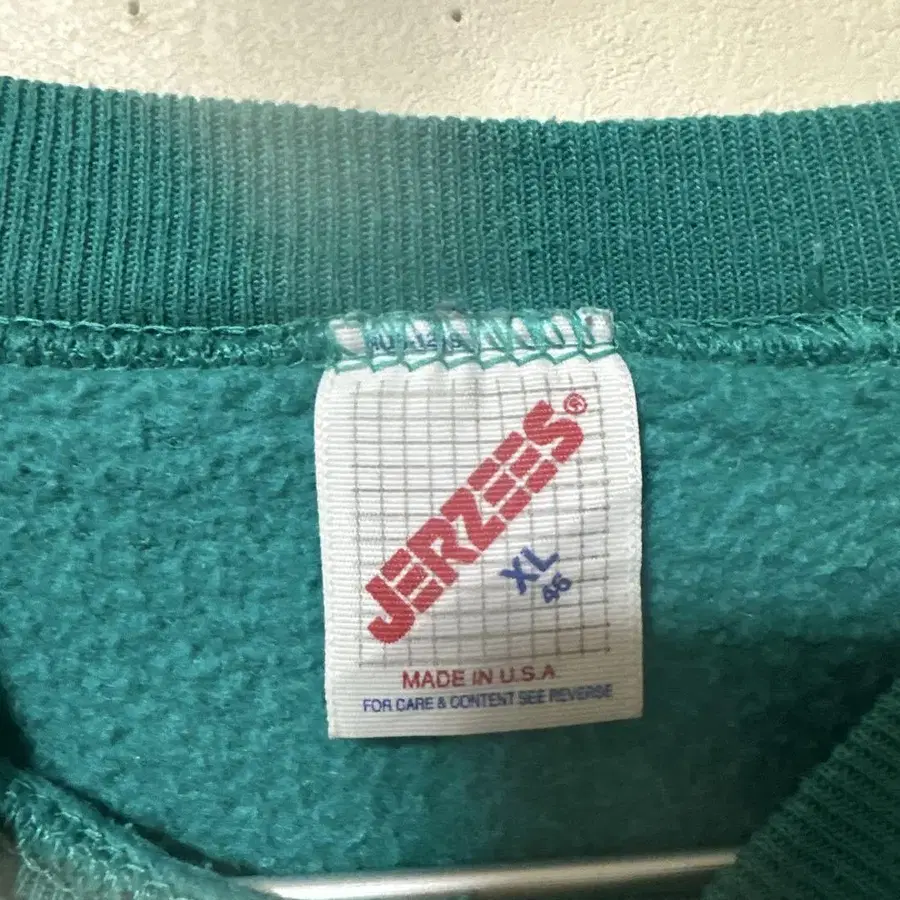 JERZEES®
XL
46
MADE IN U.S.A.
FOR CARE & CONTENT SEE REVERSE